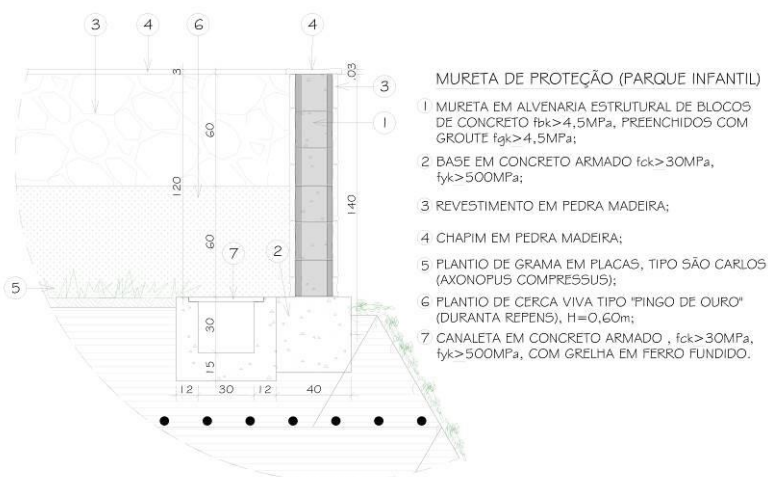 3
4
6
4
3
.03
3
MURETA DE PROTEÇÃO (PARQUE INFANTIL)
1 MURETA EM ALVENARIA ESTRUTURAL DE BLOCOS
DE CONCRETO fbk>4,5MPa, PREENCHIDOS COM
GROUTE fgk>4,5MPa;
1
60
2 BASE EM CONCRETO ARMADO fck>30MPa,
fyk>500MPa;
120
140
3 REVESTIMENTO EM PEDRA MADEIRA;
4 CHAPIM EM PEDRA MADEIRA;
60
7
2
5 PLANTIO DE GRAMA EM PLACAS, TIPO SÃO CARLOS
(AXONOPUS COMPRESSUS);
5
6 PLANTIO DE CERCA VIVA TIPO "PINGO DE OURO"
(DURANTA REPENS), H=0,60m;
30
7 CANALETA EM CONCRETO ARMADO , fck>30MPa,
fyk>500MPa, COM GRELHA EM FERRO FUNDIDO.
15
12 30 12 40